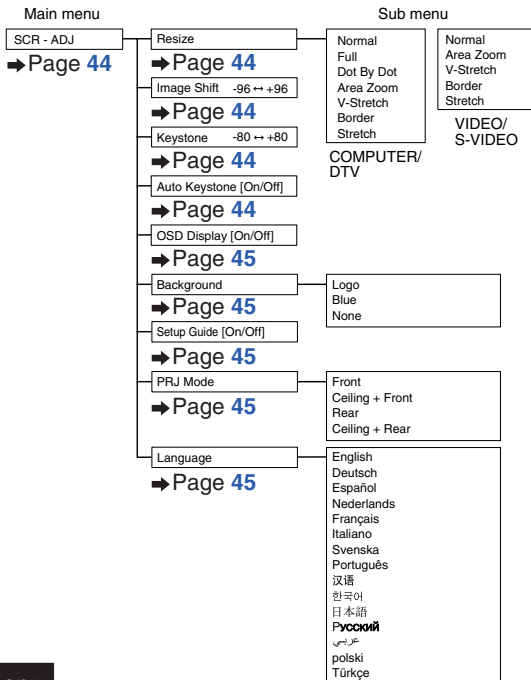 Main menu
Sub menu
SCR - ADJ
➡Page 44
Resize
➡Page 44
Image Shift -96 ↔ +96
➡Page 44
Keystone -80 ↔ +80
➡Page 44
Auto Keystone [On/Off]
➡Page 44
OSD Display [On/Off]
➡Page 45
Background
➡Page 45
Setup Guide [On/Off]
➡Page 45
PRJ Mode
➡Page 45
Language
➡Page 45
Normal
Full
Dot By Dot
Area Zoom
V-Stretch
Border
Stretch
COMPUTER/
DTV
Normal
Area Zoom
V-Stretch
Border
Stretch
VIDEO/
S-VIDEO
Logo
Blue
None
Front
Ceiling + Front
Rear
Ceiling + Rear
English
Deutsch
Español
Nederlands
Français
Italiano
Svenska
Português
汉语
한국어
日本語
Русский
عربي
polski
Türkçe